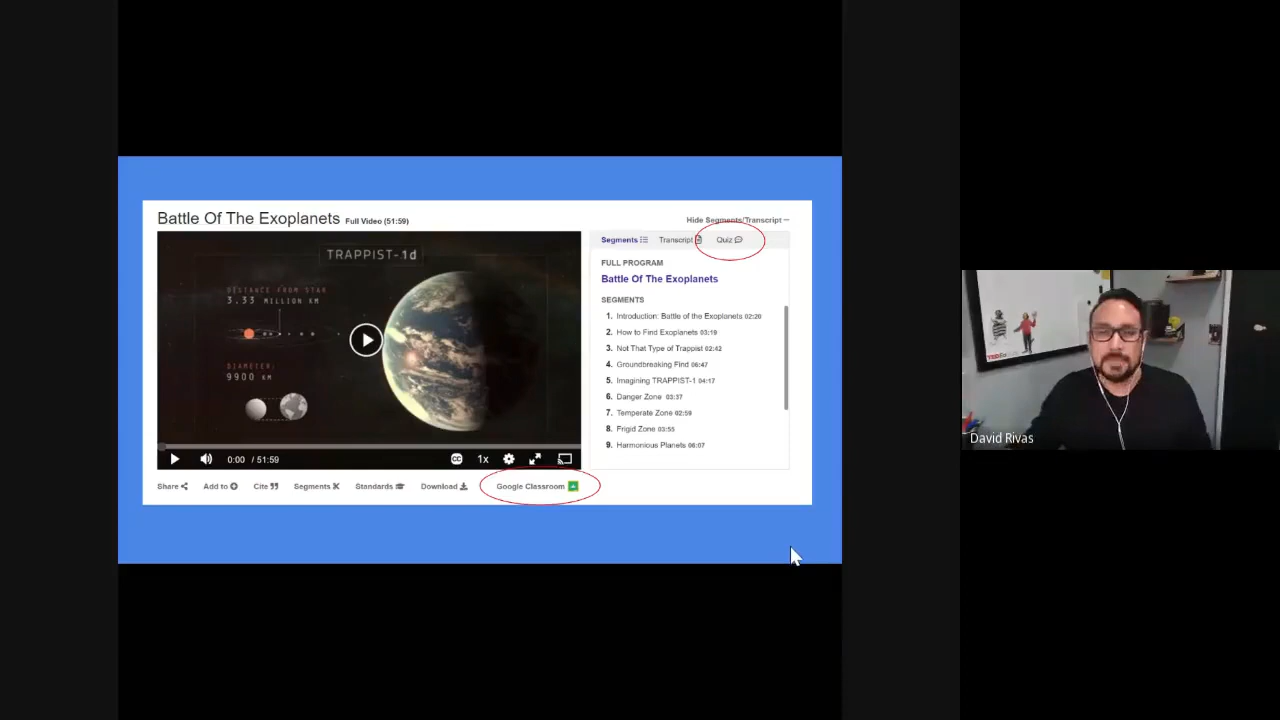 Battle Of The Exoplanets Full Video (51:59)
Hide Segments/Transcript
TRAPPIST-1d
DISTANCE FROM STAR
3.33 MILLION KM
DIAMETER:
9900 KM
0:00 / 51:59
CC
1x
Segments Transcript Quiz
FULL PROGRAM
Battle Of The Exoplanets
SEGMENTS
1. Introduction: Battle of the Exoplanets 02:20
2. How to Find Exoplanets 03:19
3. Not That Type of Trappist 02:42
4. Groundbreaking Find 06:47
5. Imagining TRAPPIST-1 04:17
6. Danger Zone 03:37
7. Temperate Zone 02:59
8. Frigid Zone 03:55
9. Harmonious Planets 06:07
Share Add to Cite Segments Standards Download Google Classroom
David Rivas